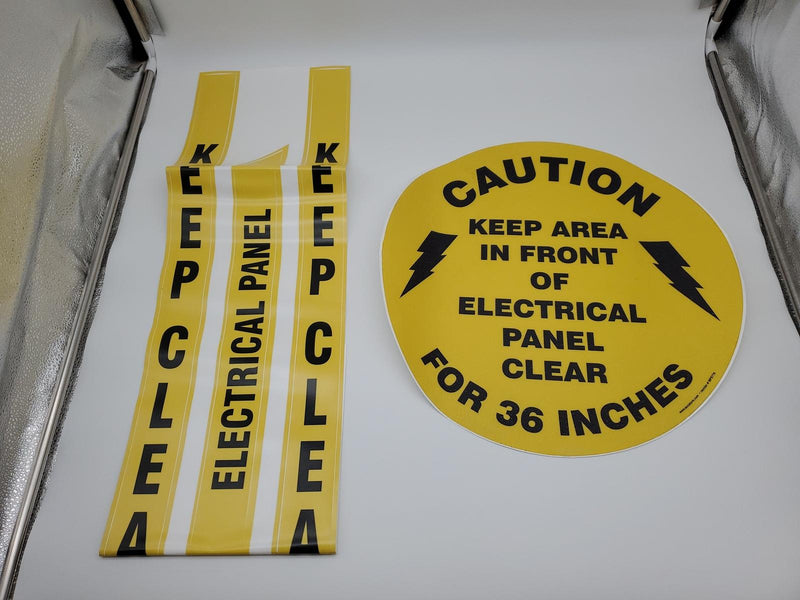 KEEP CLEA
ELECTRICAL PANEL
KEEP CLEA
CAUTION
KEEP AREA
IN FRONT
OF
ELECTRICAL
PANEL
CLEAR
FOR 36 INCHES